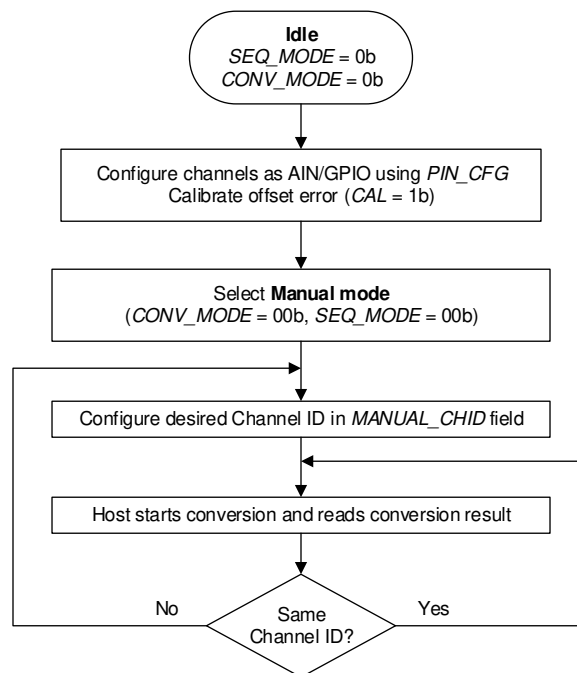 Idle
SEQ_MODE = 0b
CONV_MODE = 0b
Configure channels as AIN/GPIO using PIN_CFG
Calibrate offset error (CAL = 1b)
Select Manual mode
(CONV_MODE = 00b, SEQ_MODE = 00b)
Configure desired Channel ID in MANUAL_CHID field
Host starts conversion and reads conversion result
No
Same
Channel ID?
Yes